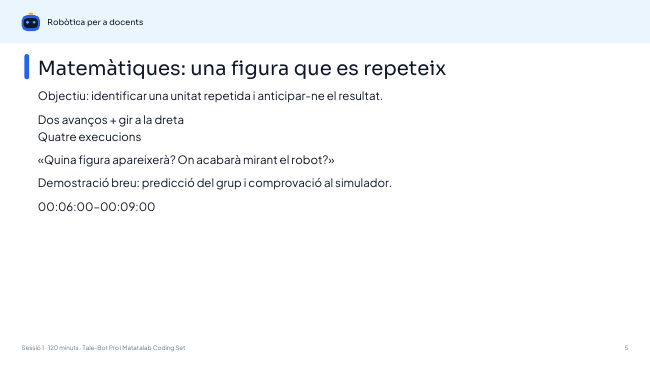 Robòtica per a docents
Matemàtiques: una figura que es repeteix
Objectiu: identificar una unitat repetida i anticipar-ne el resultat.
Dos avanços + gir a la dreta
Quatre execucions
«Quina figura apareixerà? On acabarà mirant el robot?»
Demostració breu: predicció del grup i comprovació al simulador.
00:06:00–00:09:00
Sessió 1 · 120 minuts · Tale-Bot Pro i Matatalab Coding Set
5